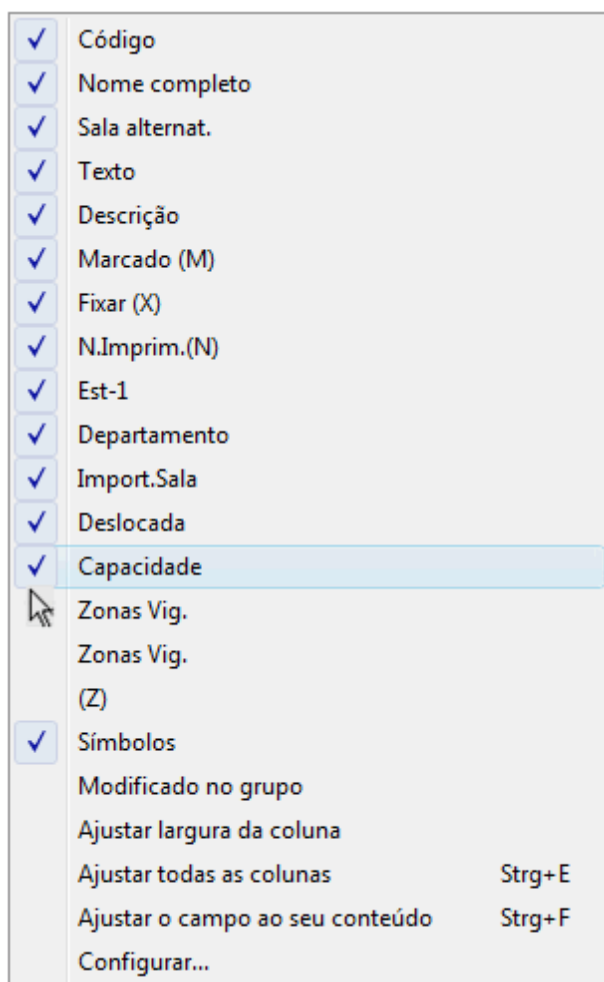 Código
Nome completo
Sala alternat.
Texto
Descrição
Marcado (M)
Fixar (X)
N.Imprim.(N)
Est-1
Departamento
Import.Sala
Deslocada
Capacidade
Zonas Vig.
Zonas Vig.
(Z)
Símbolos
Modificado no grupo
Ajustar largura da coluna
Ajustar todas as colunas Strg+E
Ajustar o campo ao seu conteúdo Strg+F
Configurar...